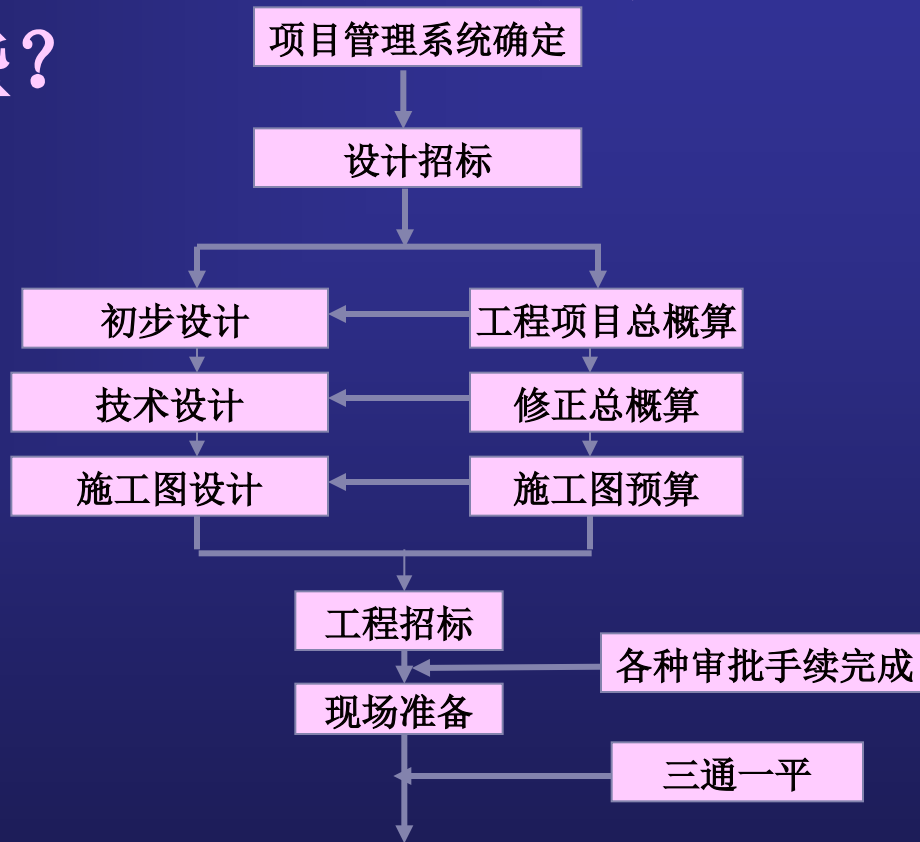 ？
项目管理系统确定
设计招标
初步设计
工程项目总概算
技术设计
修正总概算
施工图设计
施工图预算
工程招标
各种审批手续完成
现场准备
三通一平